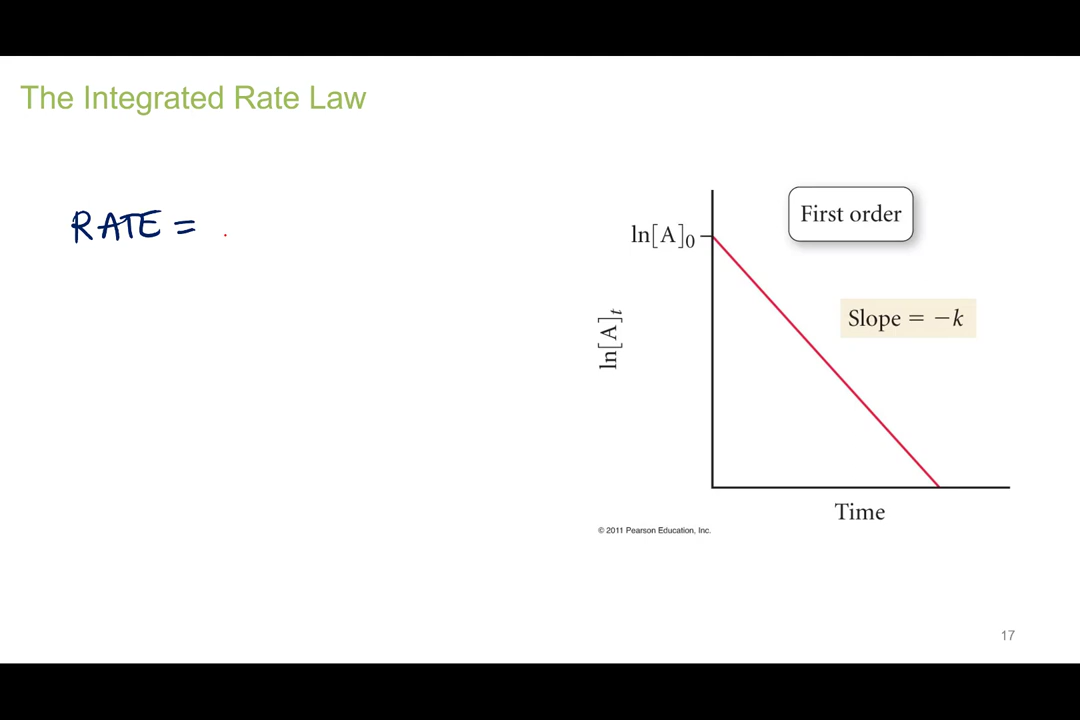 The Integrated Rate Law
RATE =
First order
ln[A]0
Slope = −k
ln[A]t
Time
© 2011 Pearson Education, Inc.
17